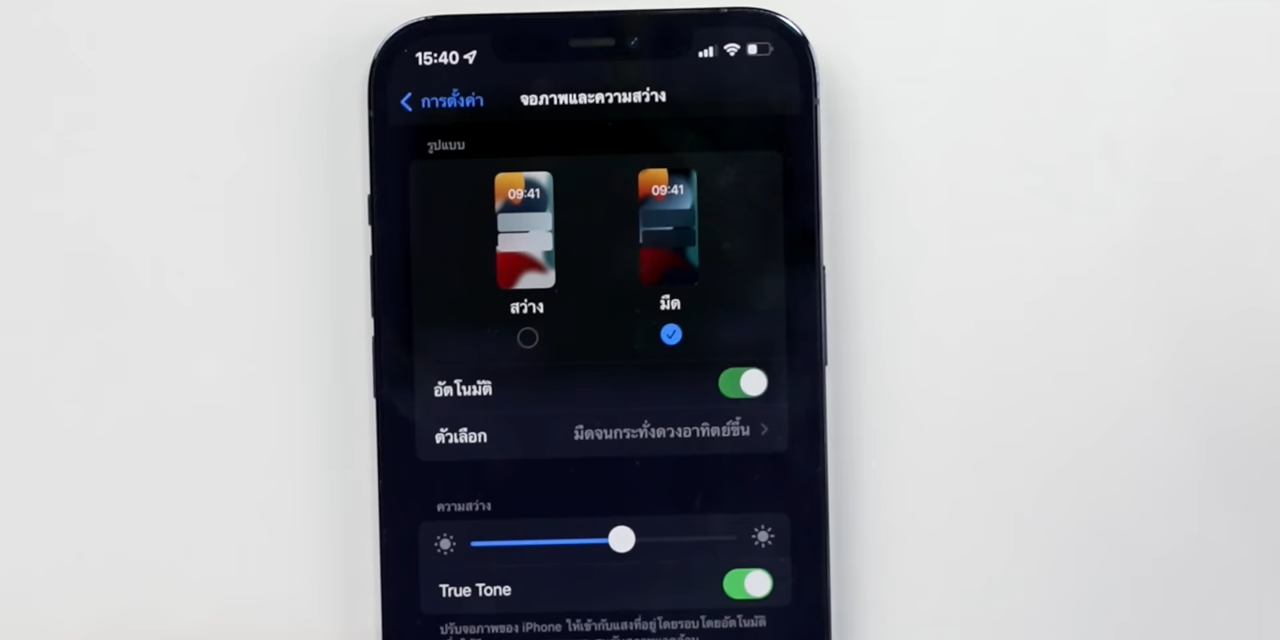 15:40
การตั้งค่า จอภาพและความสว่าง
รูปแบบ
09:41 09:41
สว่าง มืด
อัตโนมัติ
ตัวเลือก มืดจนกระทั่งดวงอาทิตย์ขึ้น
ความสว่าง
True Tone
ปรับจอภาพของ iPhone ให้เข้ากับแสงที่อยู่โดยรอบโดยอัตโนมัติ